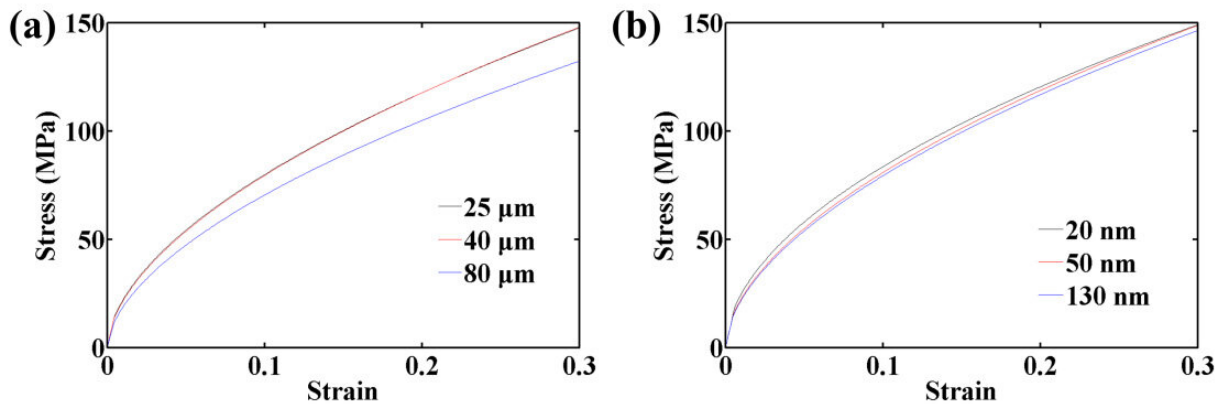 (a)
Stress (MPa)
150
100
50
0
0 0.1 0.2 0.3
Strain
25 µm
40 µm
80 µm
(b)
Stress (MPa)
150
100
50
0
0 0.1 0.2 0.3
Strain
20 nm
50 nm
130 nm